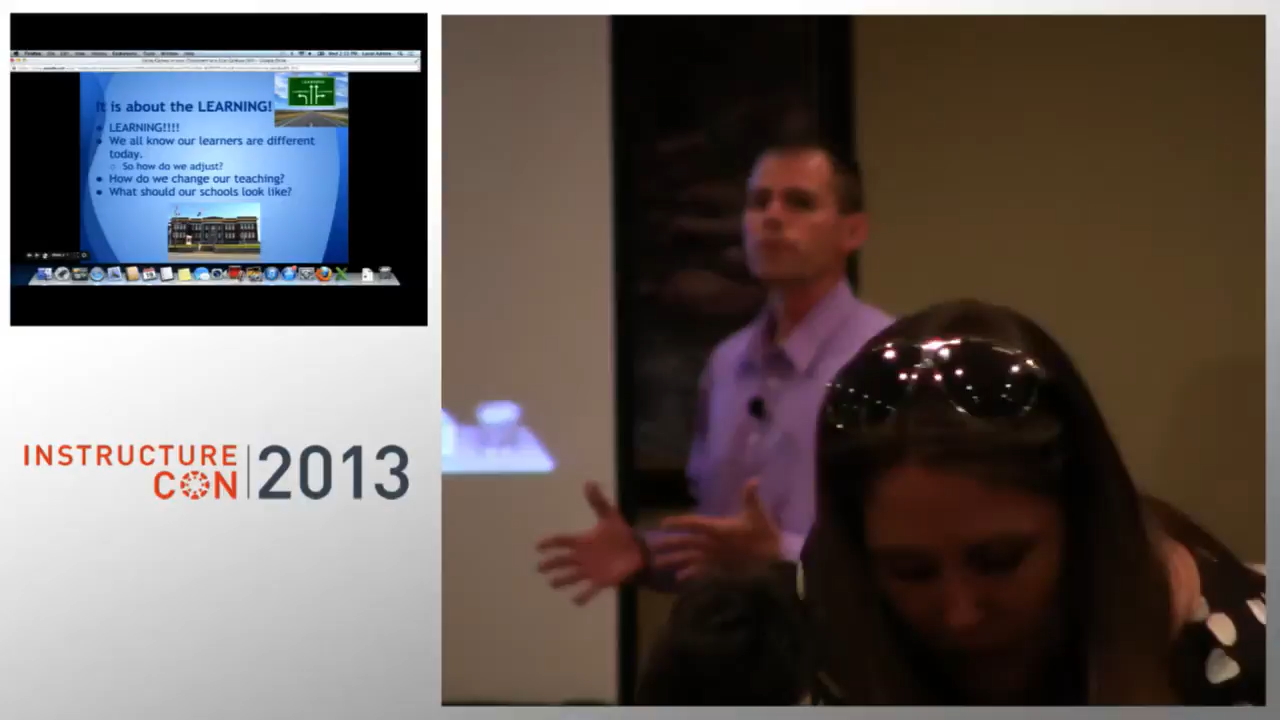 It is about the LEARNING!
LEARNING
LEARNING!!!!
We all know our learners are different
today.
So how do we adjust?
How do we change our teaching?
What should our schools look like?
INSTRUCTURE
CON
2013